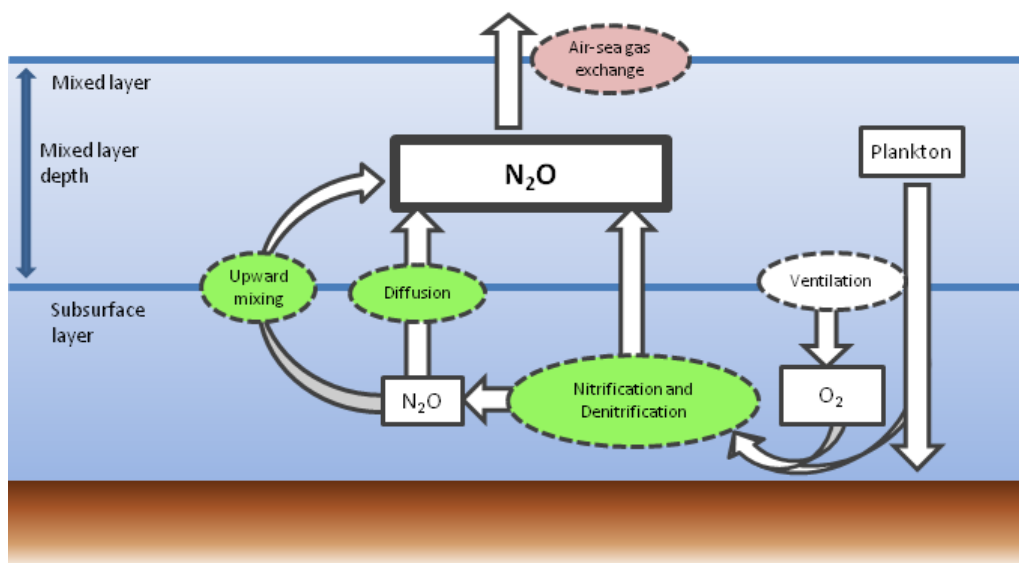 Air-sea gas
exchange
Mixed layer
Mixed layer
depth
N₂O
Plankton
Upward
mixing
Diffusion
Ventilation
Subsurface
layer
N₂O
Nitrification and
Denitrification
O₂